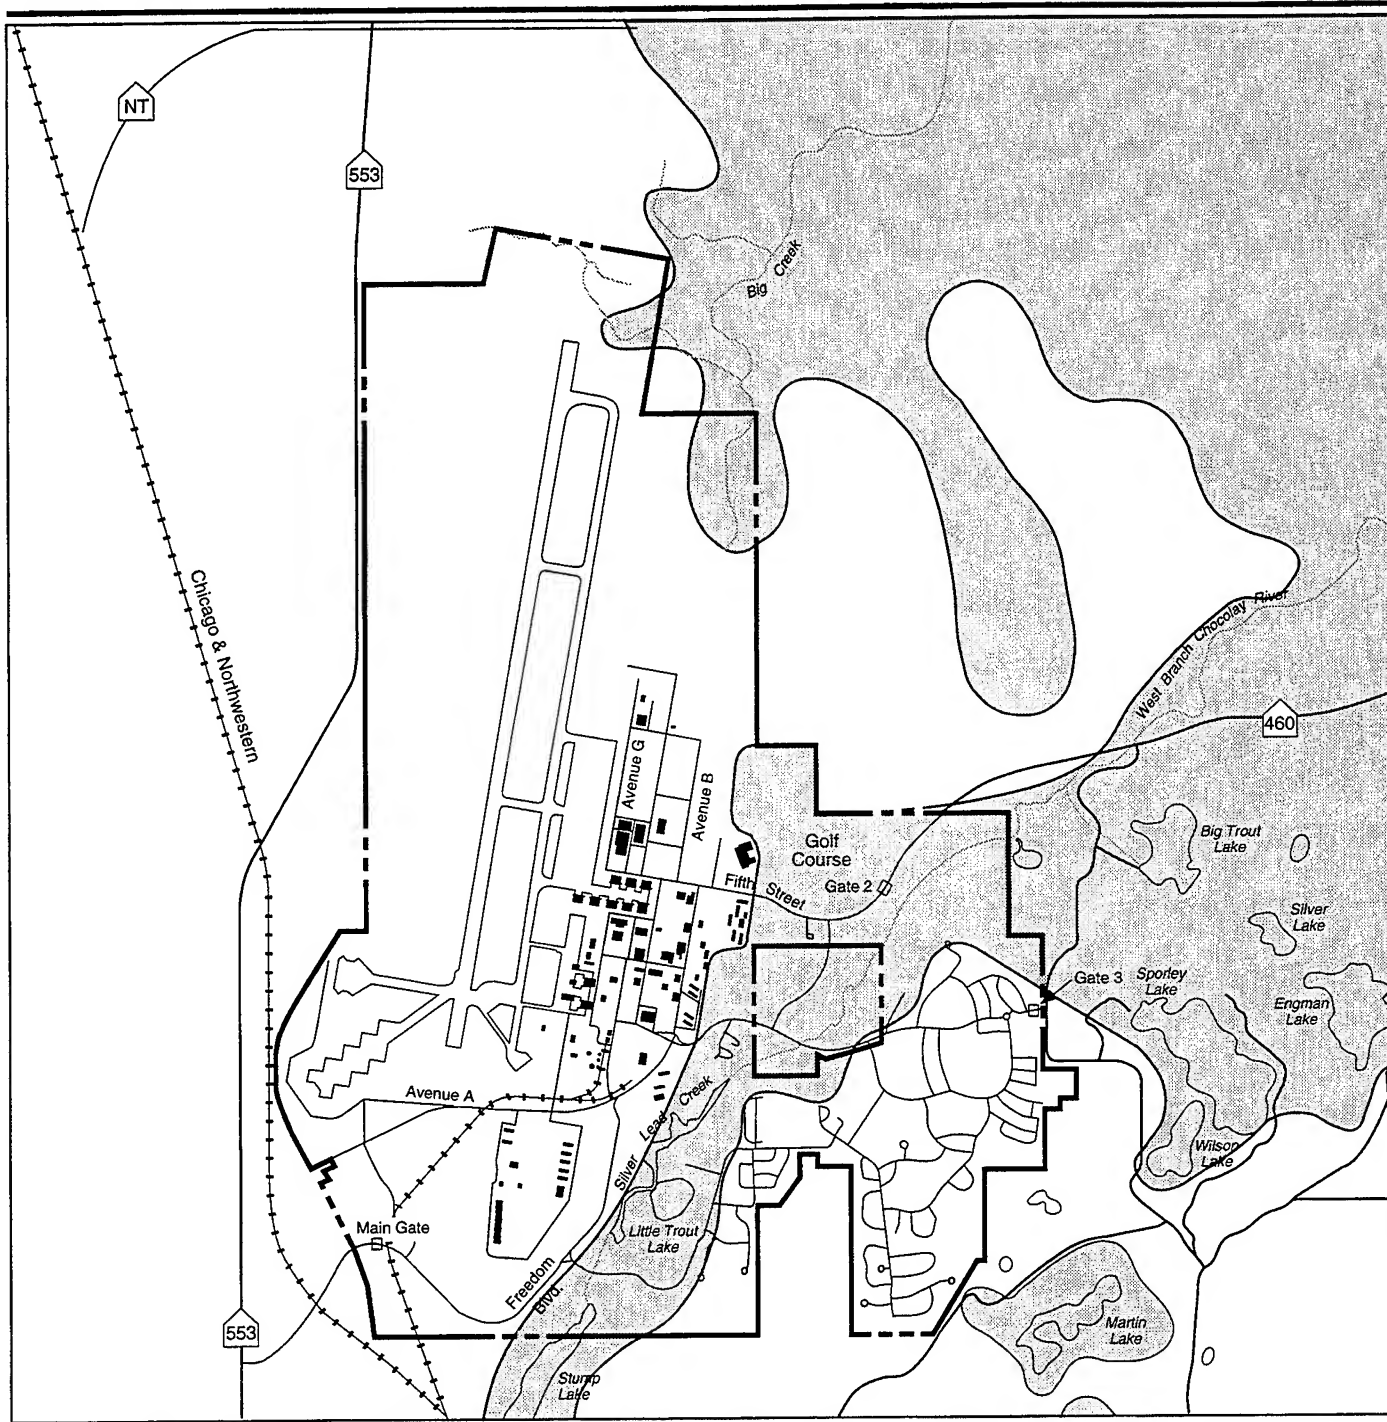 NT
553
Big Creek
Chicago & Northwestern
West Branch Chocolay River
460
Avenue G
Avenue B
Golf
Course
Big Trout
Lake
Fifth Street
Gate 2
Silver
Lake
Gate 3
Sporley
Lake
Engman
Lake
Avenue A
Silver Lead Creek
Wilson
Lake
Main Gate
Little Trout
Lake
Freedom
Blvd.
553
Martin
Lake
Stump
Lake